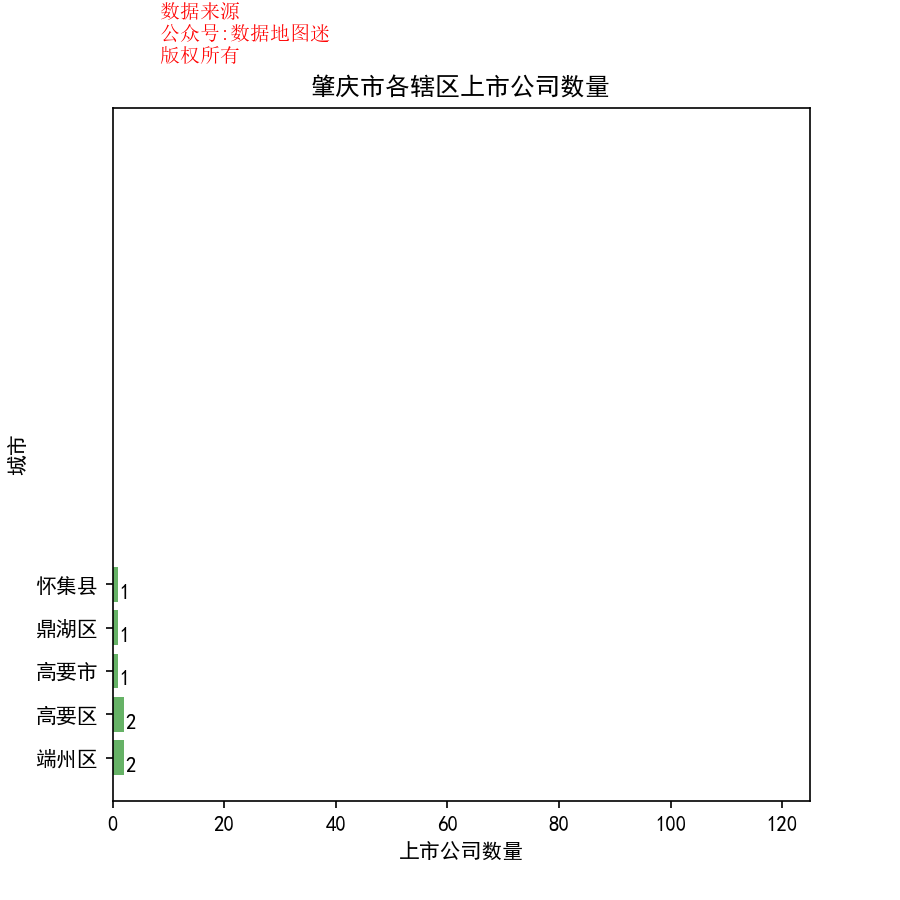 数据来源
公众号:数据地图迷
版权所有
肇庆市各辖区上市公司数量
城市
怀集县 1
鼎湖区 1
高要市 1
高要区 2
端州区 2
0 20 40 60 80 100 120
上市公司数量